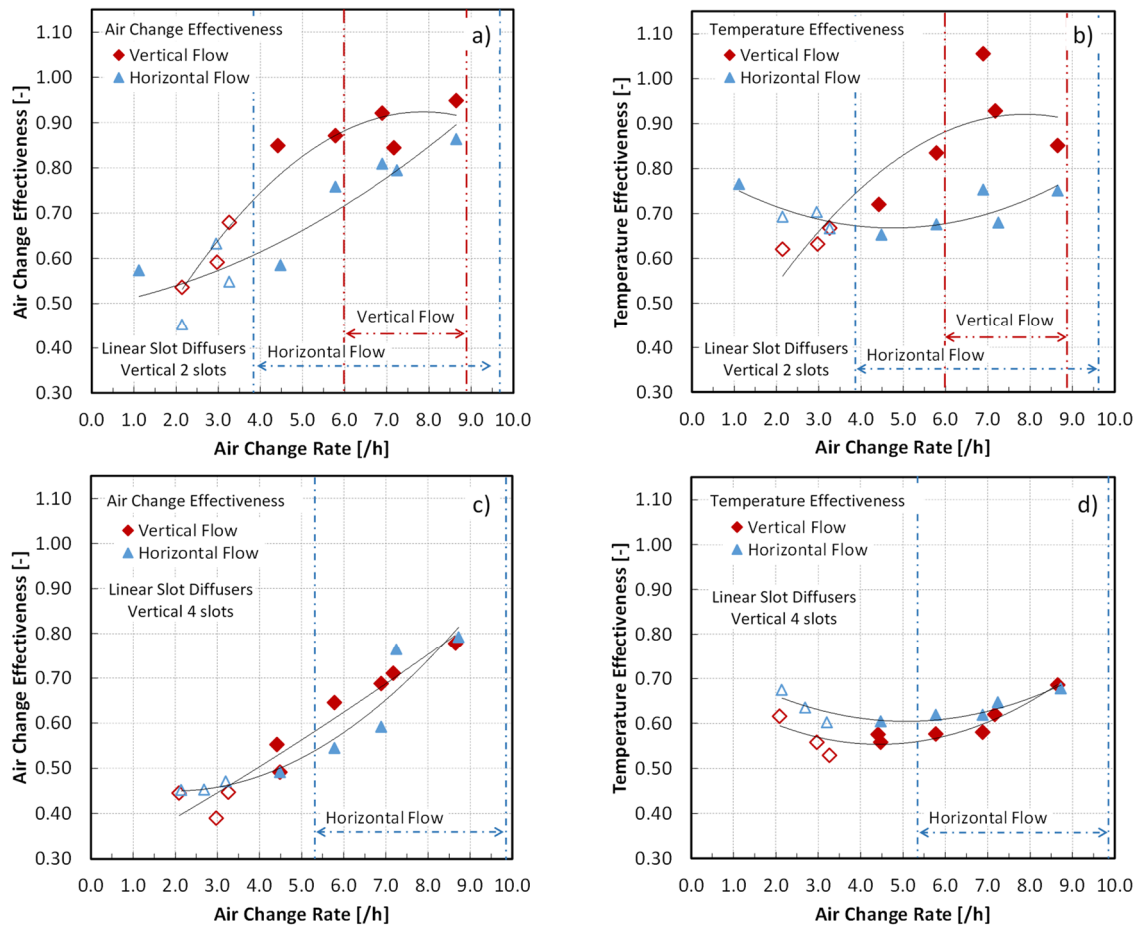 Air Change Effectiveness
a)
Vertical Flow
Horizontal Flow
1.10
1.00
0.90
0.80
0.70
0.60
0.50
0.40
0.30
Air Change Effectiveness [-]
Vertical Flow
Linear Slot Diffusers
Horizontal Flow
Vertical 2 slots
0.0 1.0 2.0 3.0 4.0 5.0 6.0 7.0 8.0 9.0 10.0
Air Change Rate [/h]
Temperature Effectiveness
b)
Vertical Flow
Horizontal Flow
1.10
1.00
0.90
0.80
0.70
0.60
0.50
0.40
0.30
Temperature Effectiveness [-]
Vertical Flow
Linear Slot Diffusers
Horizontal Flow
Vertical 2 slots
0.0 1.0 2.0 3.0 4.0 5.0 6.0 7.0 8.0 9.0 10.0
Air Change Rate [/h]
Air Change Effectiveness
c)
Vertical Flow
Horizontal Flow
Linear Slot Diffusers
Vertical 4 slots
1.10
1.00
0.90
0.80
0.70
0.60
0.50
0.40
0.30
Air Change Effectiveness [-]
Horizontal Flow
0.0 1.0 2.0 3.0 4.0 5.0 6.0 7.0 8.0 9.0 10.0
Air Change Rate [/h]
Temperature Effectiveness
d)
Vertical Flow
Horizontal Flow
Linear Slot Diffusers
Vertical 4 slots
1.10
1.00
0.90
0.80
0.70
0.60
0.50
0.40
0.30
Temperature Effectiveness [-]
Horizontal Flow
0.0 1.0 2.0 3.0 4.0 5.0 6.0 7.0 8.0 9.0 10.0
Air Change Rate [/h]